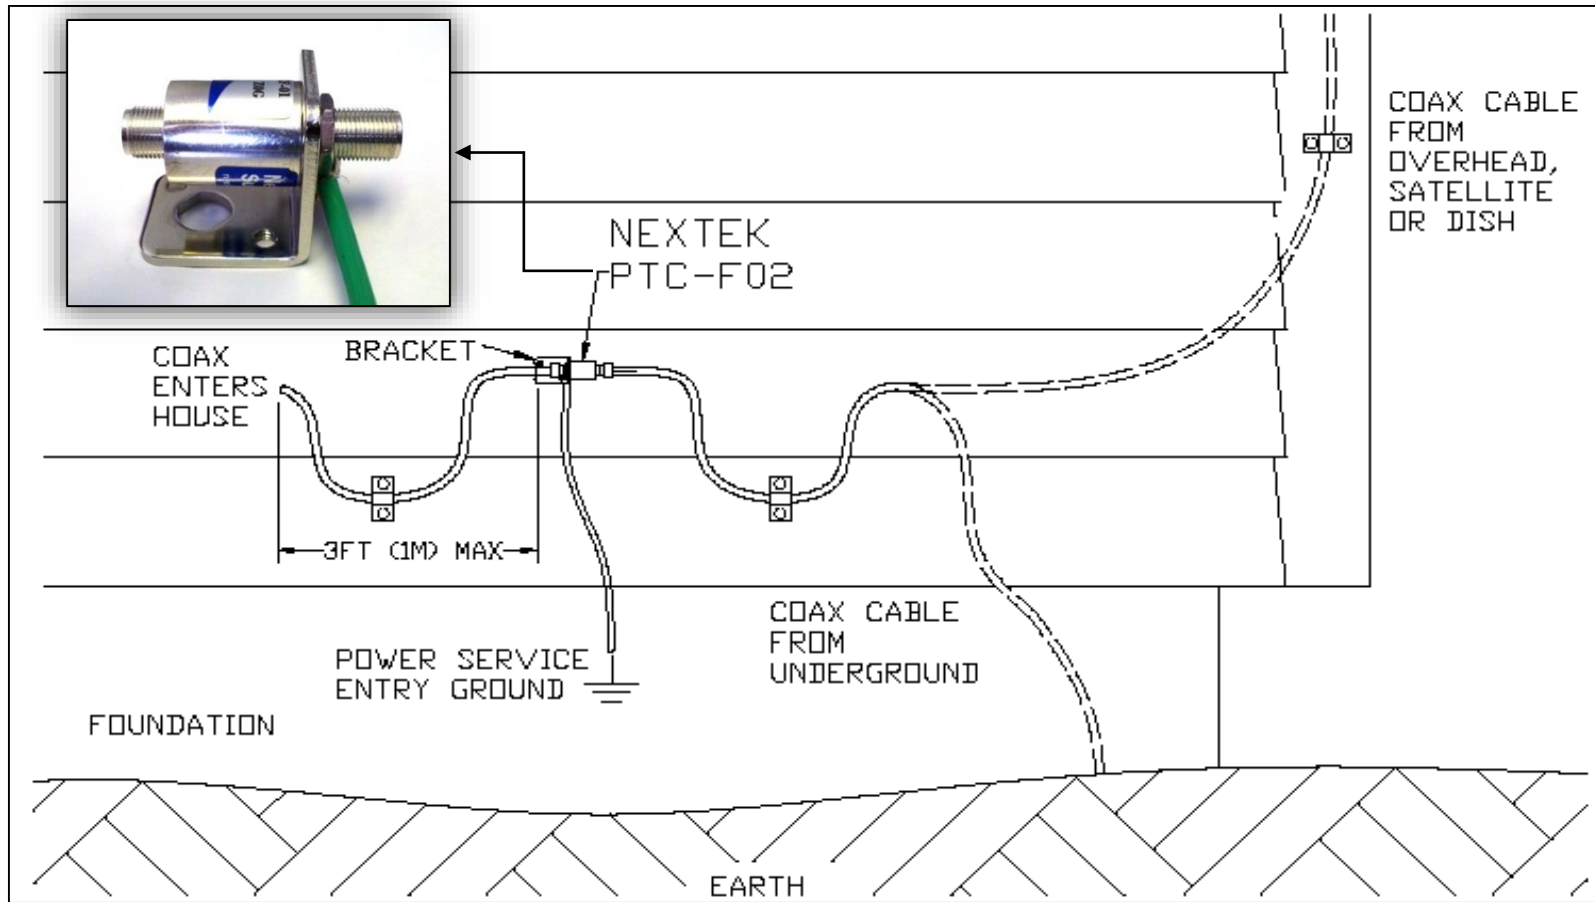 COAX CABLE
FROM
OVERHEAD,
SATELLITE
OR DISH
NEXTEK
PTC-F02
COAX
ENTERS
HOUSE
BRACKET
3FT (1M) MAX
POWER SERVICE
ENTRY GROUND
COAX CABLE
FROM
UNDERGROUND
FOUNDATION
EARTH